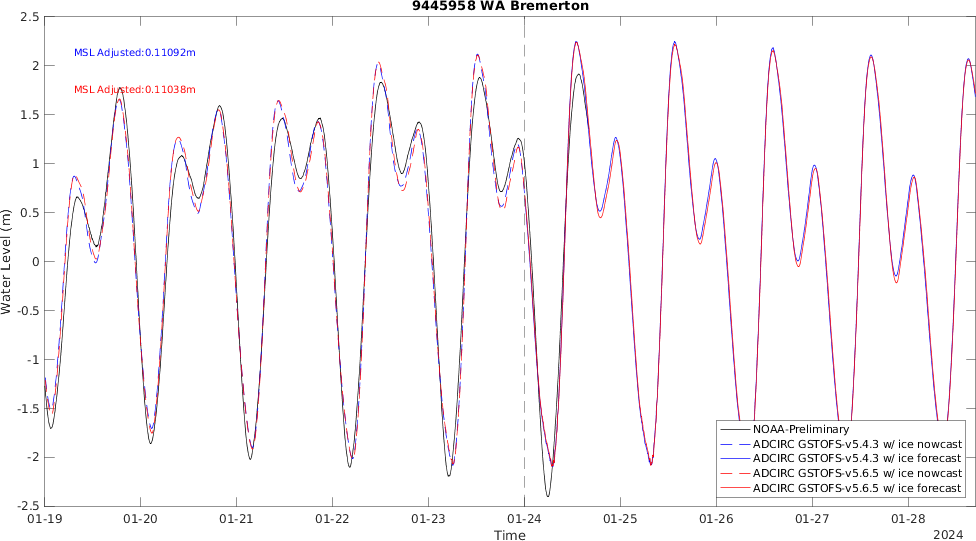 9445958 WA Bremerton
MSL Adjusted:0.11092m
MSL Adjusted:0.11038m
Water Level (m)
2.5
2
1.5
1
0.5
0
-0.5
-1
-1.5
-2
-2.5
NOAA-Preliminary
ADCIRC GSTOFS-v5.4.3 w/ ice nowcast
ADCIRC GSTOFS-v5.4.3 w/ ice forecast
ADCIRC GSTOFS-v5.6.5 w/ ice nowcast
ADCIRC GSTOFS-v5.6.5 w/ ice forecast
01-19 01-20 01-21 01-22 01-23 01-24 01-25 01-26 01-27 01-28
Time
2024